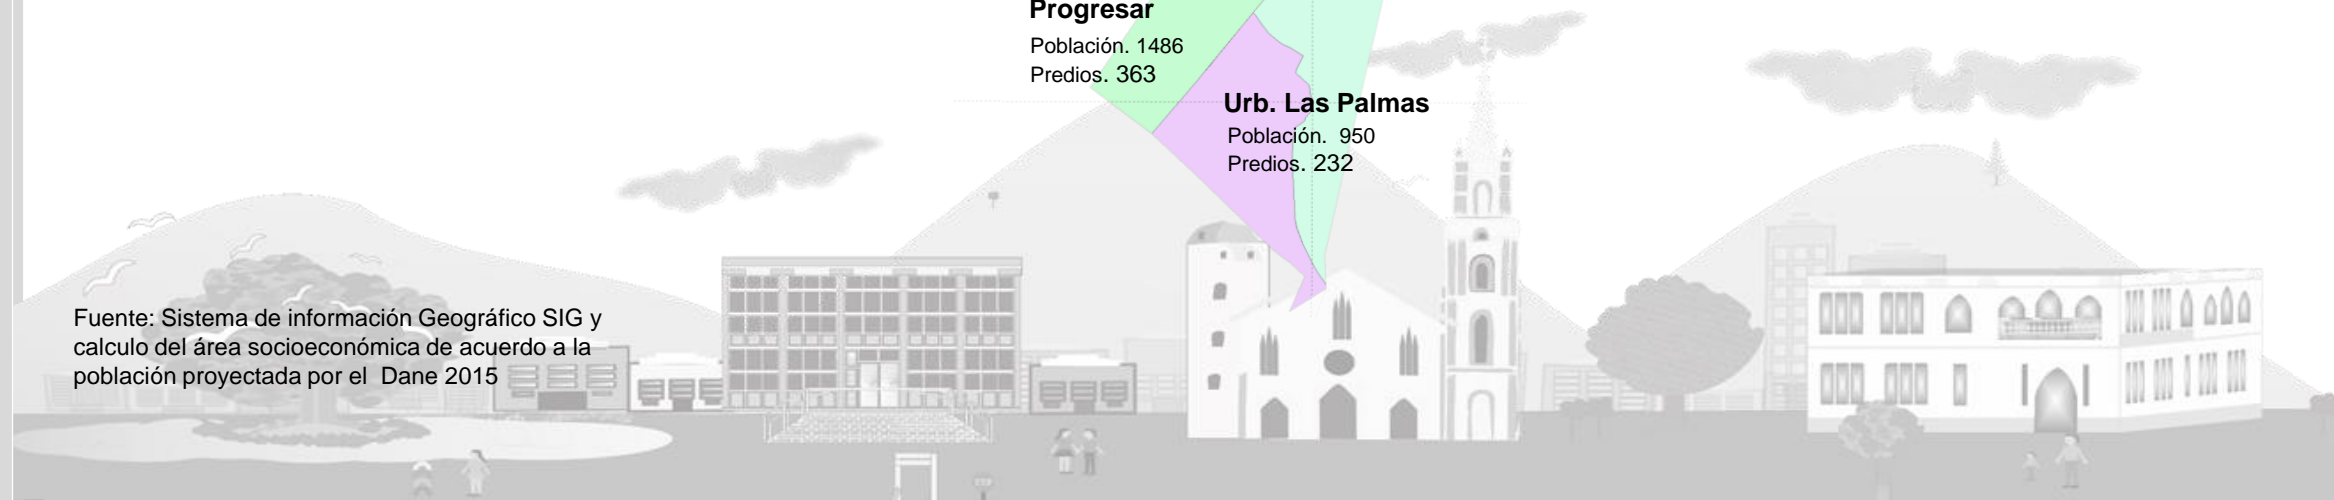 Progresar
Población. 1486
Predios. 363
Urb. Las Palmas
Población.  950
Predios. 232
Fuente: Sistema de información Geográfico SIG y
calculo del área socioeconómica de acuerdo a la
población proyectada por el  Dane 2015